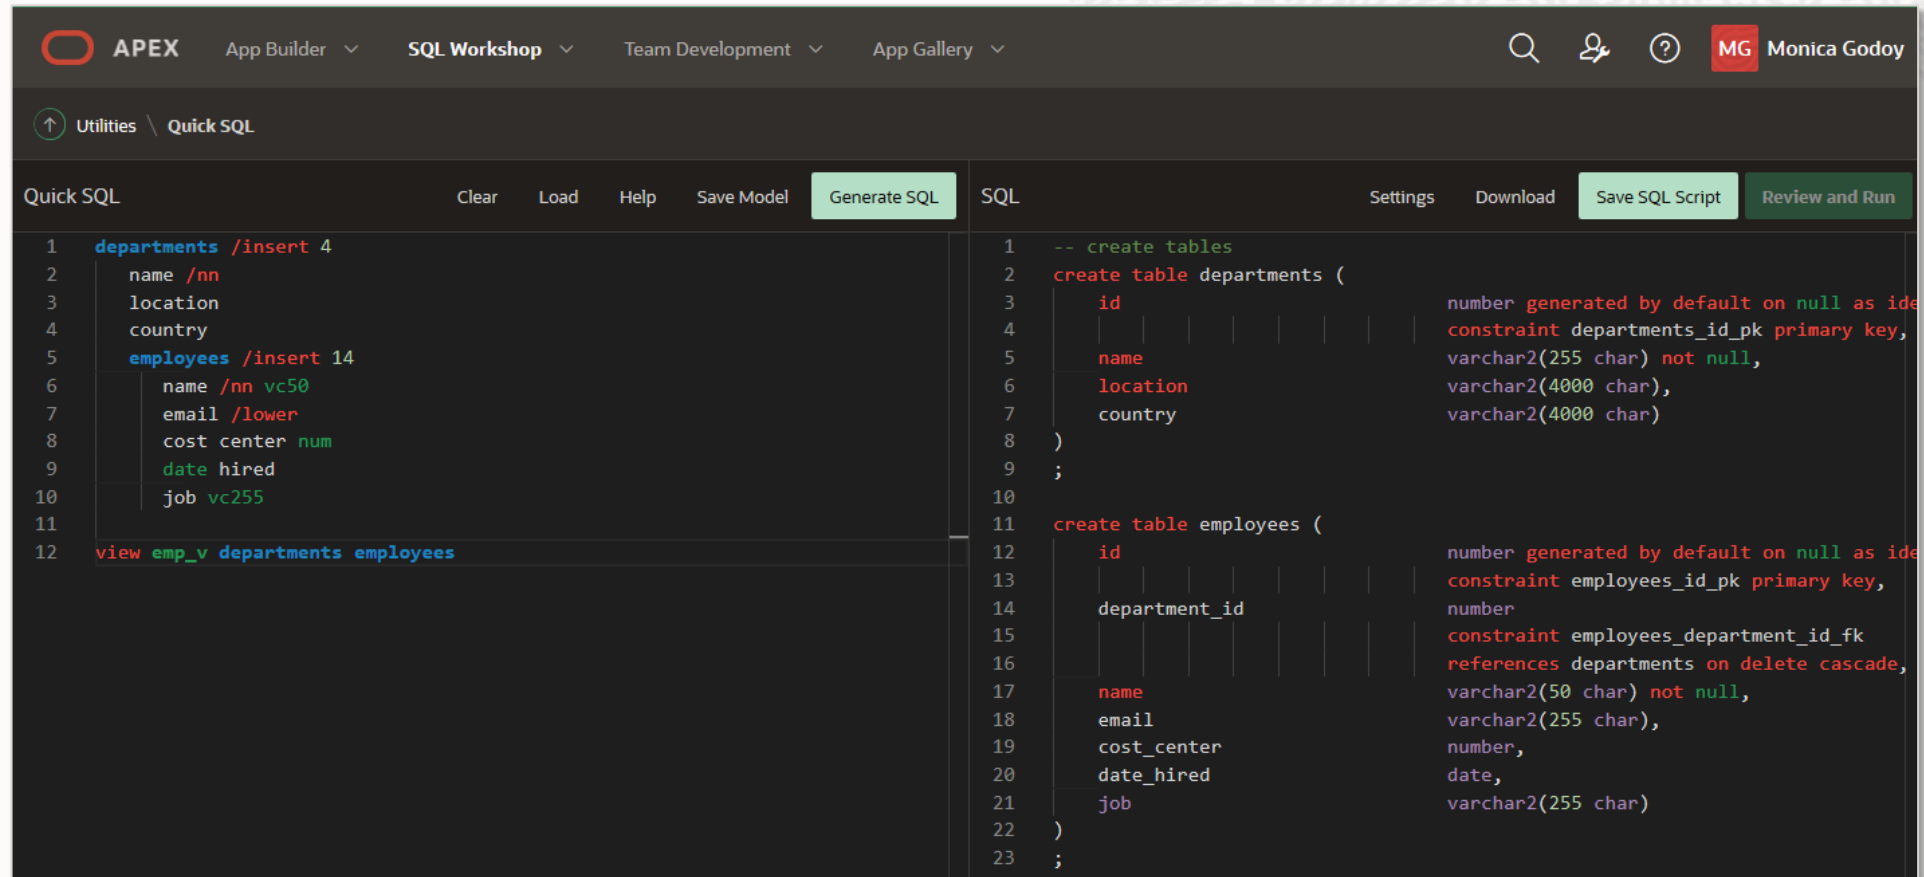 APEX App Builder SQL Workshop Team Development App Gallery MG Monica Godoy
Utilities \ Quick SQL
Quick SQL Clear Load Help Save Model Generate SQL
1 departments /insert 4
2 name /nn
3 location
4 country
5 employees /insert 14
6 name /nn vc50
7 email /lower
8 cost center num
9 date hired
10 job vc255
11
12 view emp_v departments employees
SQL Settings Download Save SQL Script Review and Run
1 -- create tables
2 create table departments (
3 id number generated by default on null as ide
4 constraint departments_id_pk primary key,
5 name varchar2(255 char) not null,
6 location varchar2(4000 char),
7 country varchar2(4000 char)
8 )
9 ;
10
11 create table employees (
12 id number generated by default on null as ide
13 constraint employees_id_pk primary key,
14 department_id number
15 constraint employees_department_id_fk
16 references departments on delete cascade,
17 name varchar2(50 char) not null,
18 email varchar2(255 char),
19 cost_center number,
20 date_hired date,
21 job varchar2(255 char)
22 )
23 ;